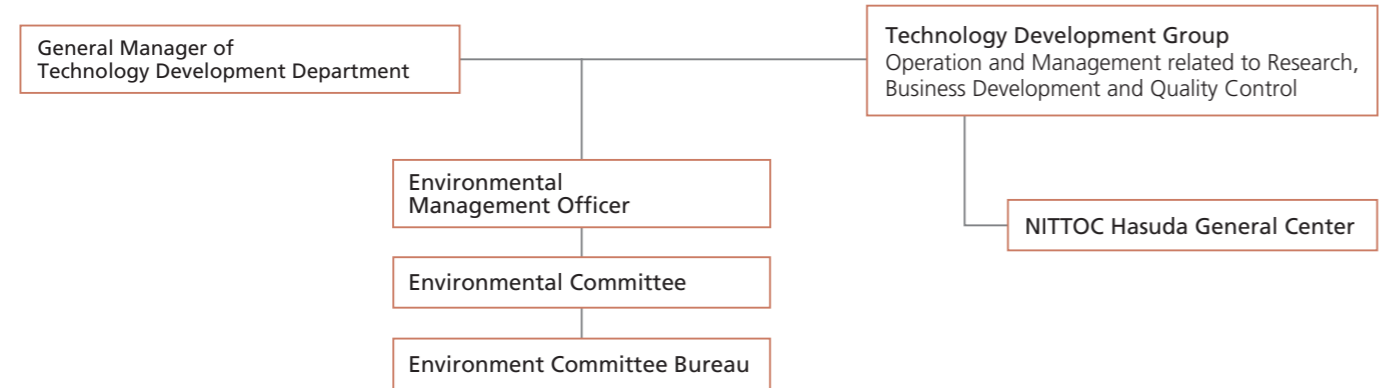 General Manager of
Technology Development Department
Technology Development Group
Operation and Management related to Research,
Business Development and Quality Control
Environmental
Management Officer
NITTOC Hasuda General Center
Environmental Committee
Environment Committee Bureau